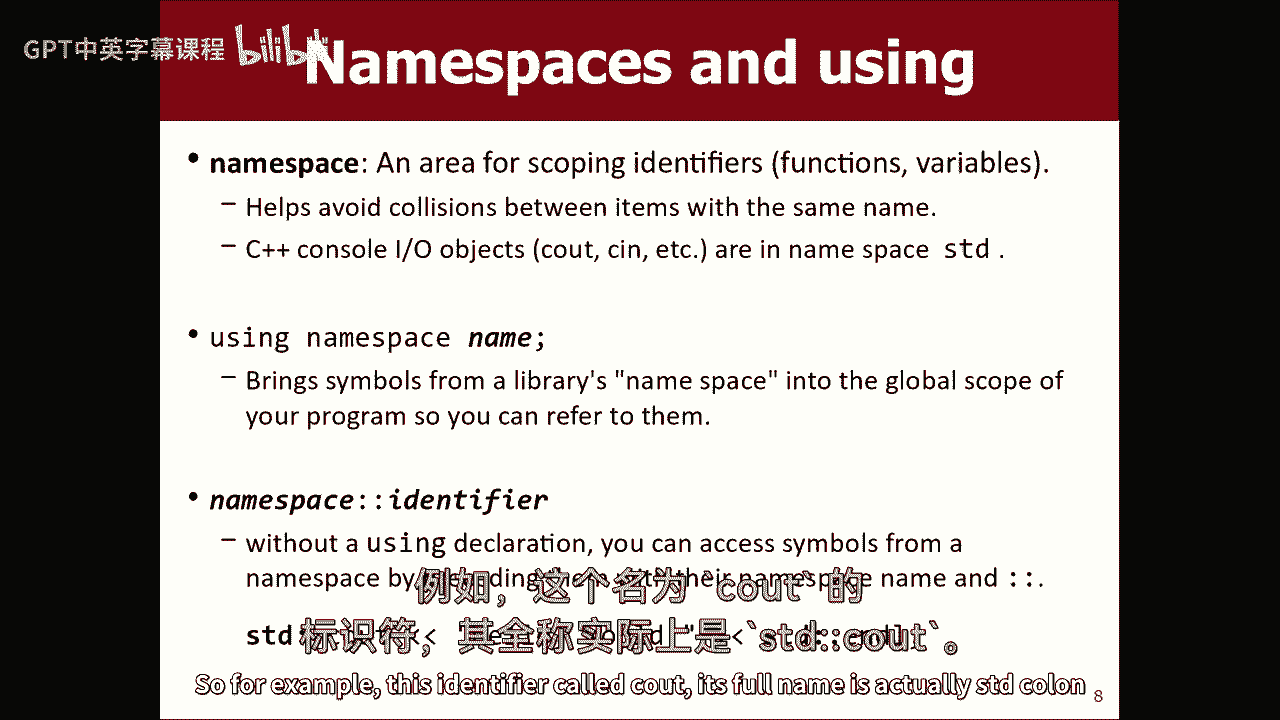 GPT中英字幕课程 bilibili
Namespaces and using
• namespace: An area for scoping identifiers (functions, variables).
– Helps avoid collisions between items with the same name.
– C++ console I/O objects (cout, cin, etc.) are in name space std .
• using namespace name;
– Brings symbols from a library's "name space" into the global scope of
your program so you can refer to them.
• namespace::identifier
– without a using declaration, you can access symbols from a
namespace by their namespace name and ::.
std
例如，这个名为 `cout` 的
标识符，其全称实际上是 `std::cout`。
So for example, this identifier called cout, its full name is actually std colon
8